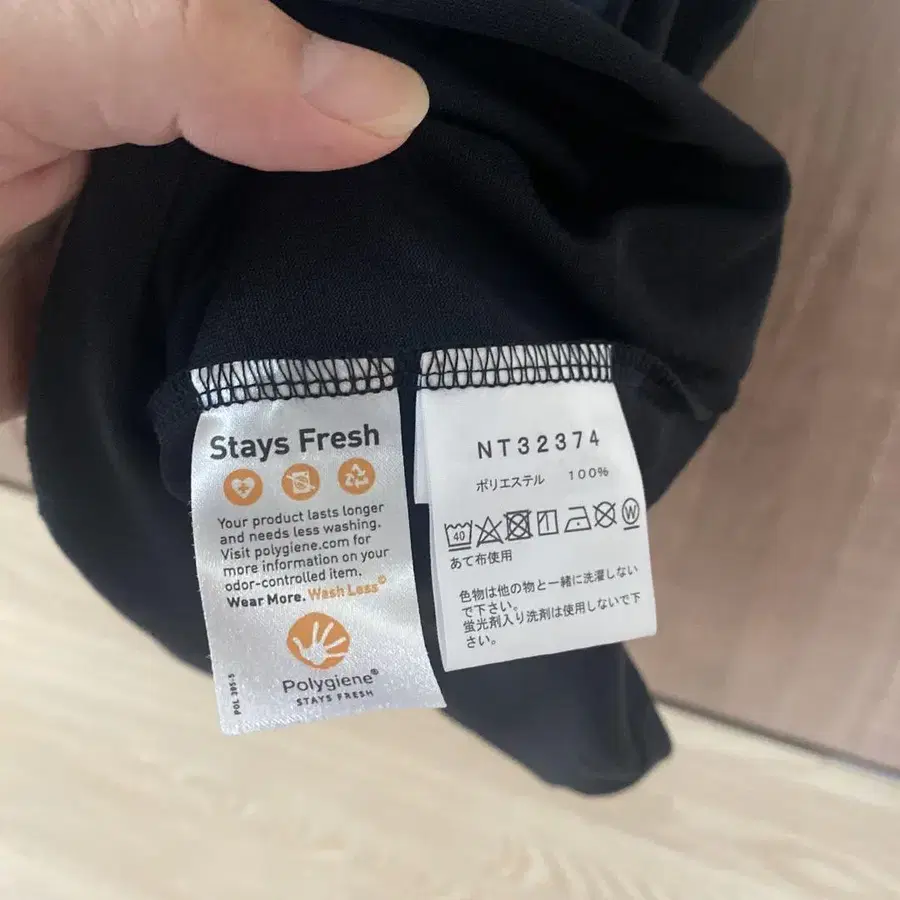 Stays Fresh
Your product lasts longer
and needs less washing.
Visit polygiene.com for
more information on your
odor-controlled item.
Wear More. Wash Less©
Polygiene®
STAYS FRESH
POL 205-5
NT32374
ポリエステル 100%
40
W
あて布使用
色物は他の物と一緒に洗濯しない
で下さい。
蛍光剤入り洗剤は使用しないで下
さい。